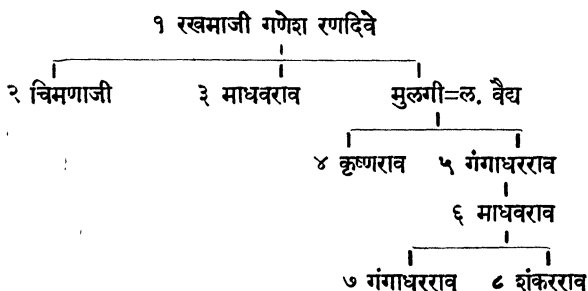 १ रखमाजी गणेश रणदिवे
२ चिमणाजी ३ माधवराव मुलगी=ल. वैद्य
४ कृष्णराव ५ गंगाधरराव
६ माधवराव
७ गंगाधरराव ८ शंकरराव